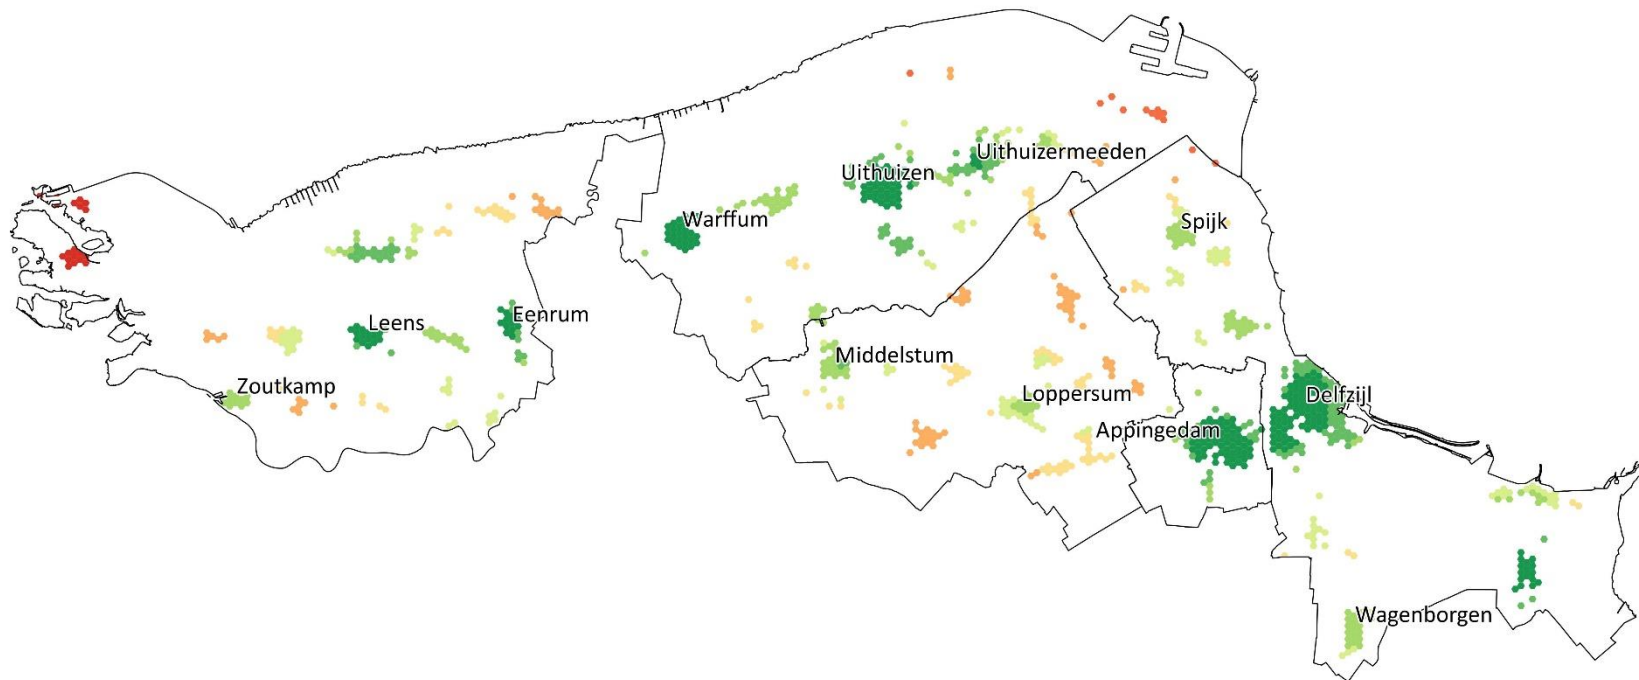 Uithuizermeeden
Uithuizen
Warffum
Spijk
Eenrum
Leens
Middelstum
Zoutkamp
Loppersum
Delfzijl
Appingedam
Wagenborgen